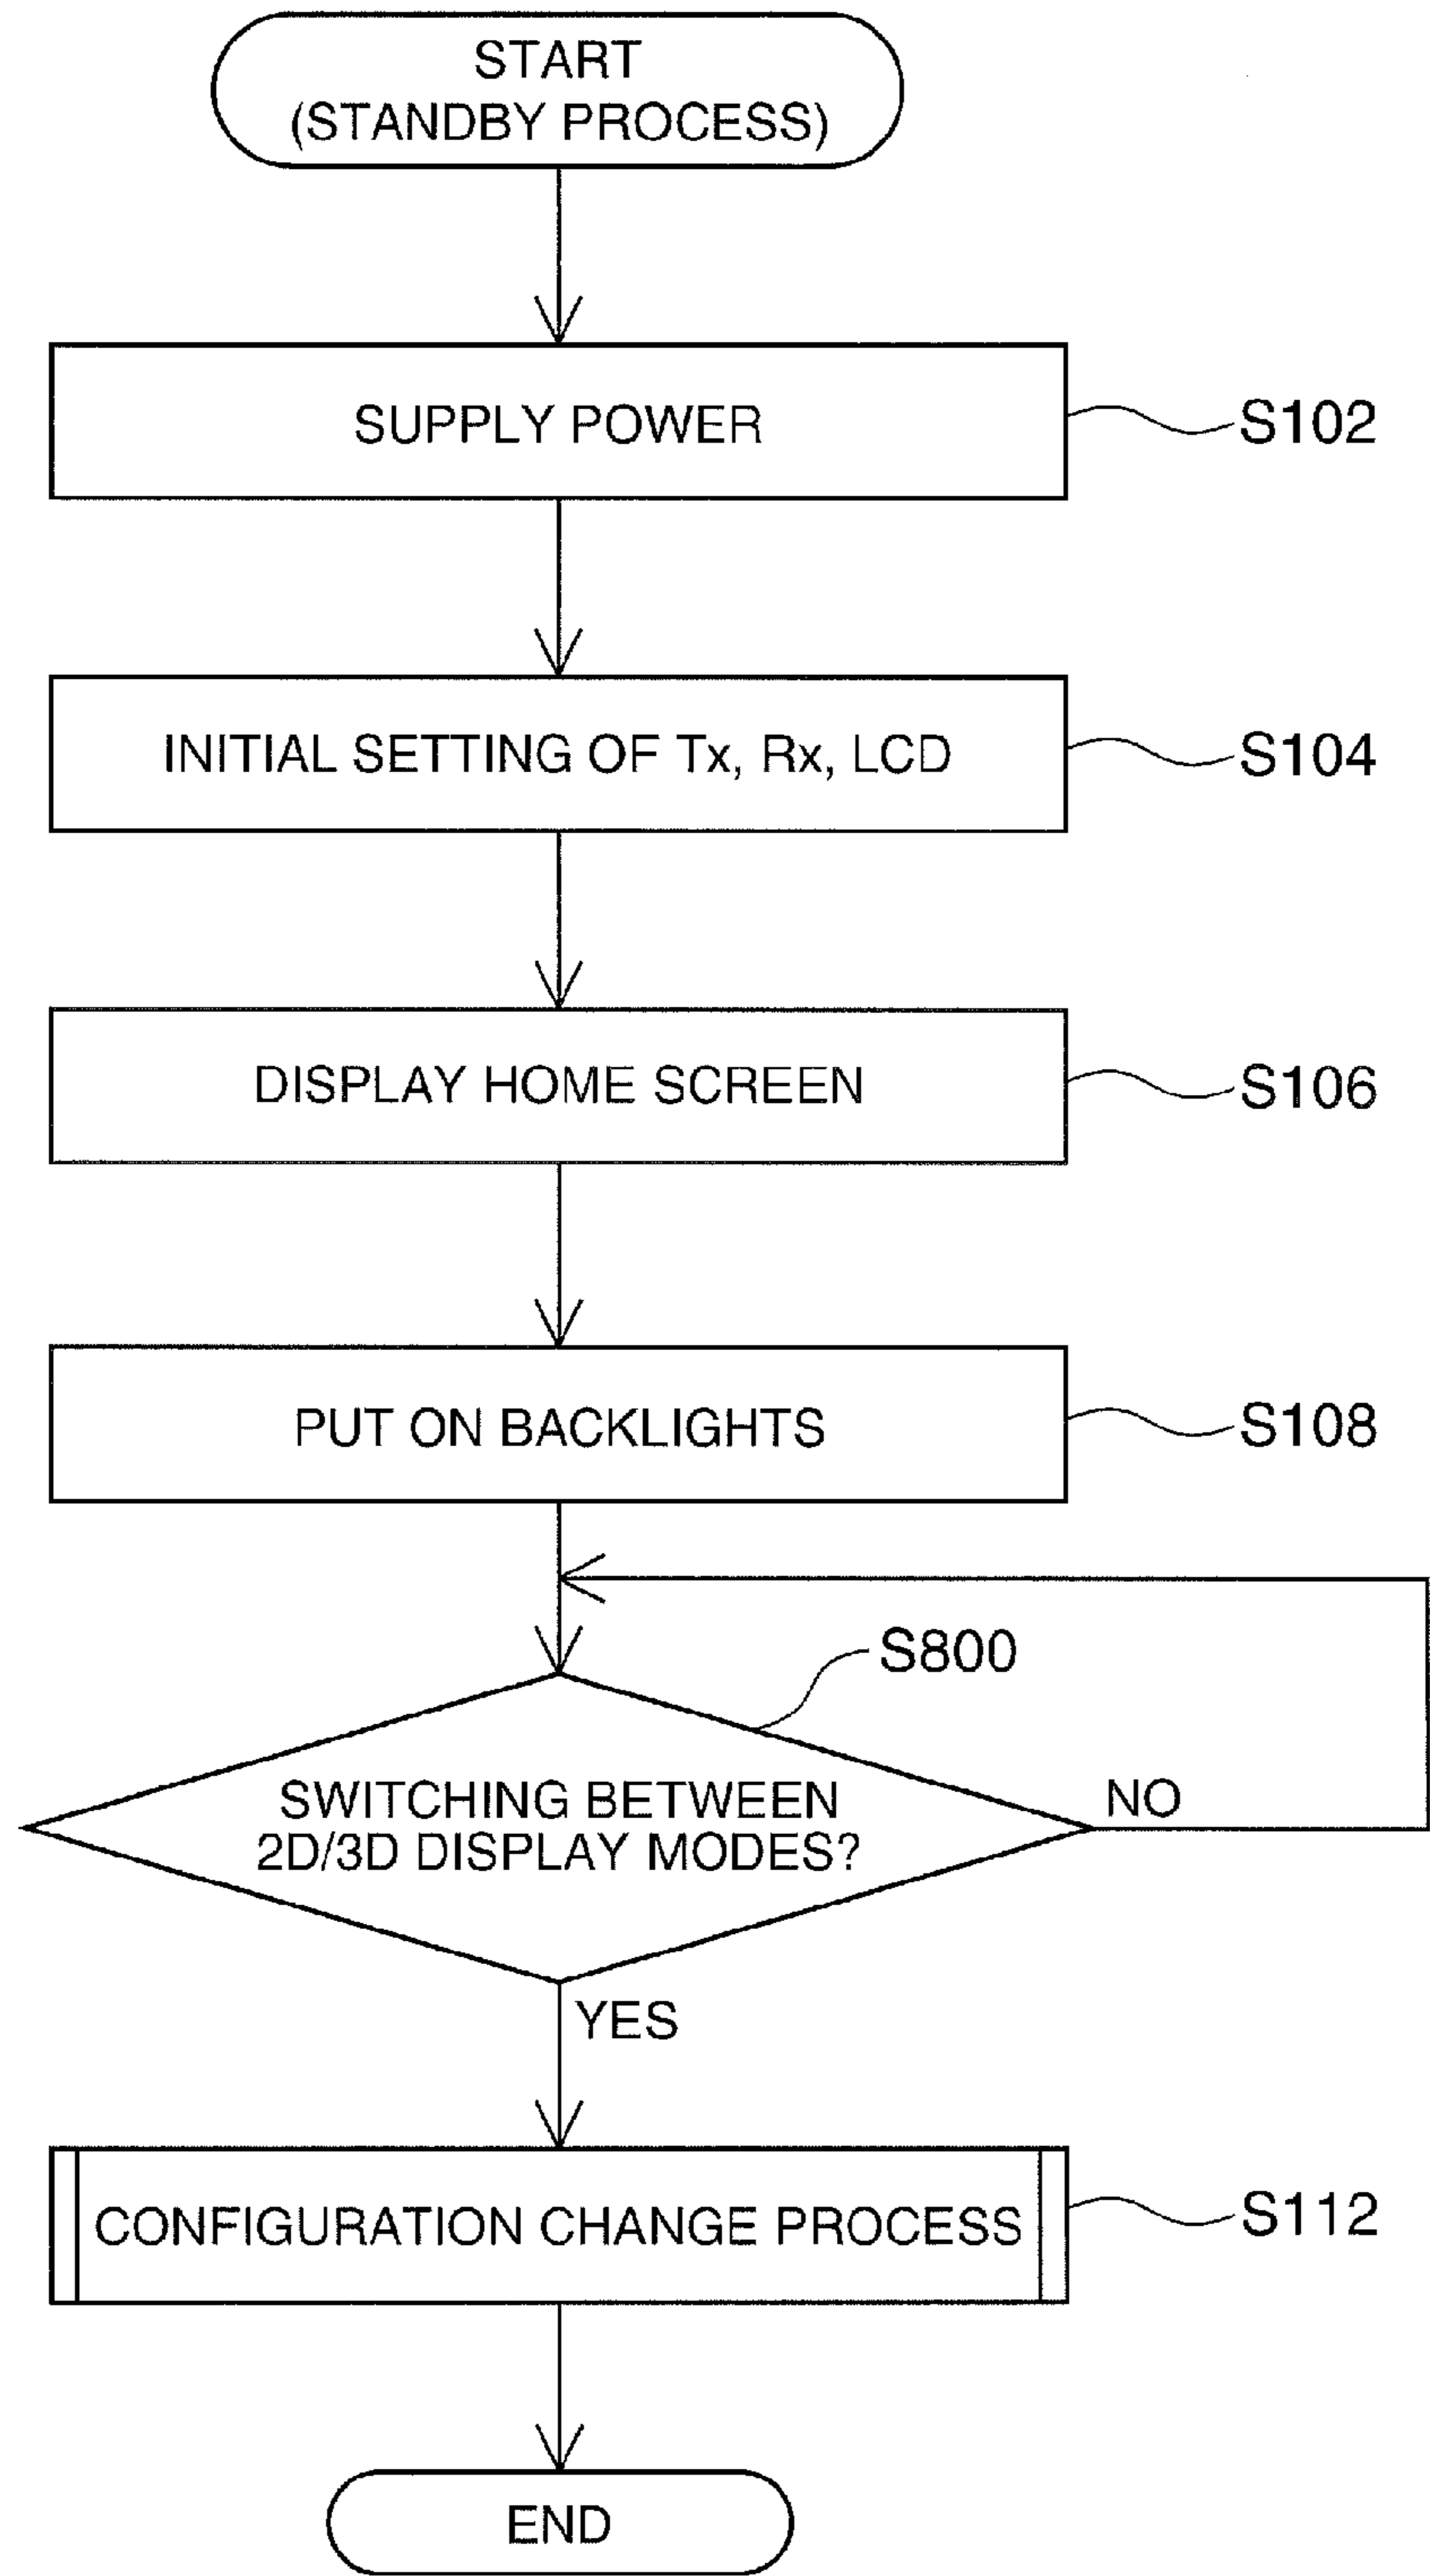 START
(STANDBY PROCESS)
SUPPLY POWER
S102
INITIAL SETTING OF Tx, Rx, LCD
S104
DISPLAY HOME SCREEN
S106
PUT ON BACKLIGHTS
S108
S800
SWITCHING BETWEEN
2D/3D DISPLAY MODES?
NO
YES
CONFIGURATION CHANGE PROCESS
S112
END